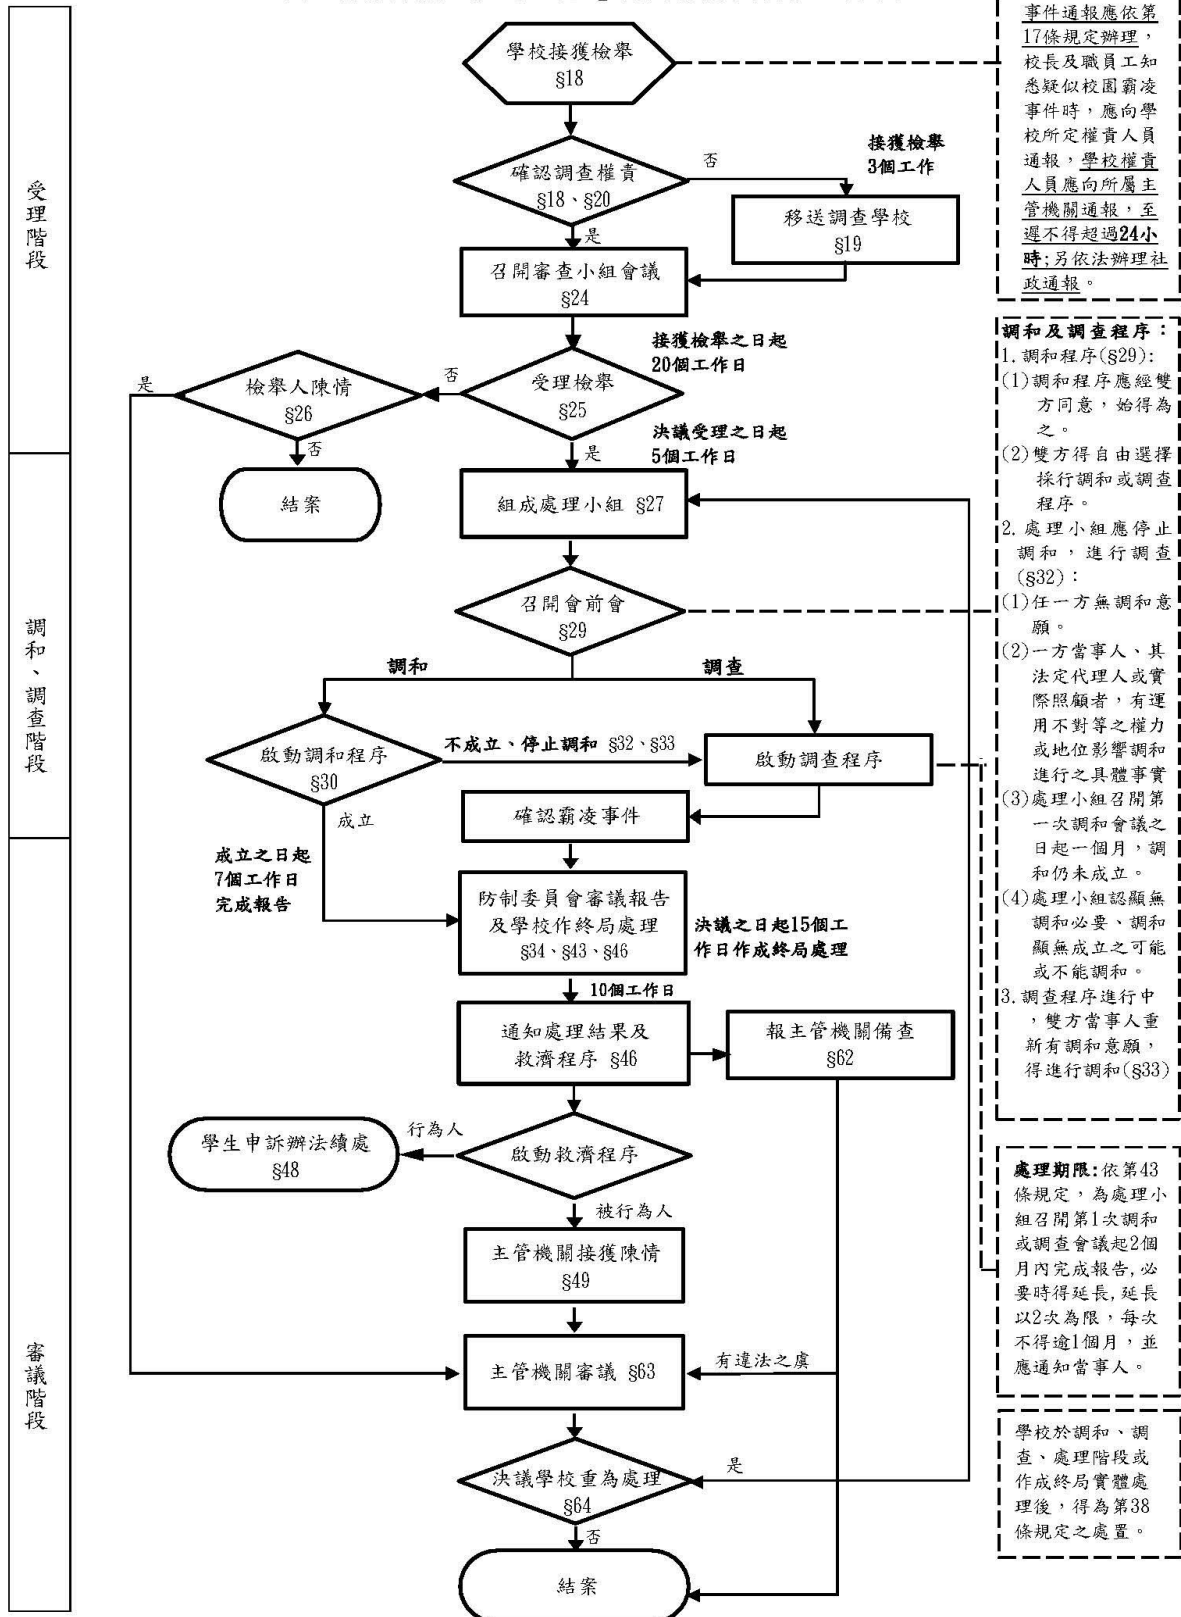 受理階段
調和、調查階段
審議階段
學校接獲檢舉
§18
確認調查權責
§18、§20
否
接獲檢舉
3個工作
移送調查學校
§19
是
召開審查小組會議
§24
接獲檢舉之日起
20個工作日
受理檢舉
§25
否
檢舉人陳情
§26
是
否
結案
決議受理之日起
5個工作日
是
組成處理小組 §27
召開會前會
§29
調和
調查
啟動調和程序
§30
不成立、停止調和 §32、§33
啟動調查程序
成立
確認霸凌事件
成立之日起
7個工作日
完成報告
防制委員會審議報告
及學校作終局處理
§34、§43、§46
決議之日起15個工
作日作成終局處理
10個工作日
通知處理結果及
救濟程序 §46
報主管機關備查
§62
啟動救濟程序
行為人
學生申訴辦法續處
§48
被行為人
主管機關接獲陳情
§49
主管機關審議 §63
有違法之虞
決議學校重為處理
§64
是
否
結案
事件通報應依第
17條規定辦理，
校長及職員工知
悉疑似校園霸凌
事件時，應向學
校所定權責人員
通報，學校權責
人員應向所屬主
管機關通報，至
遲不得超過24小
時;另依法辦理社
政通報。
調和及調查程序：
1.調和程序(§29)：
(1)調和程序應經雙
方同意，始得為
之。
(2)雙方得自由選擇
採行調和或調查
程序。
2.處理小組應停止
調和，進行調查
(§32)：
(1)任一方無調和意
願。
(2)一方當事人、其
法定代理人或實
際照顧者，有運
用不對等之權力
或地位影響調和
進行之具體事實
(3)處理小組召開第
一次調和會議之
日起一個月，調
和仍未成立。
(4)處理小組認顯無
調和必要、調和
顯無成立之可能
或不能調和。
3.調查程序進行中
，雙方當事人重
新有調和意願，
得進行調和(§33)
處理期限:依第43
條規定，為處理小
組召開第1次調和
或調查會議起2個
月內完成報告,必
要時得延長,延長
以2次為限，每次
不得逾1個月，並
應通知當事人。
學校於調和、調
查、處理階段或
作成終局實體處
理後，得為第38
條規定之處置。